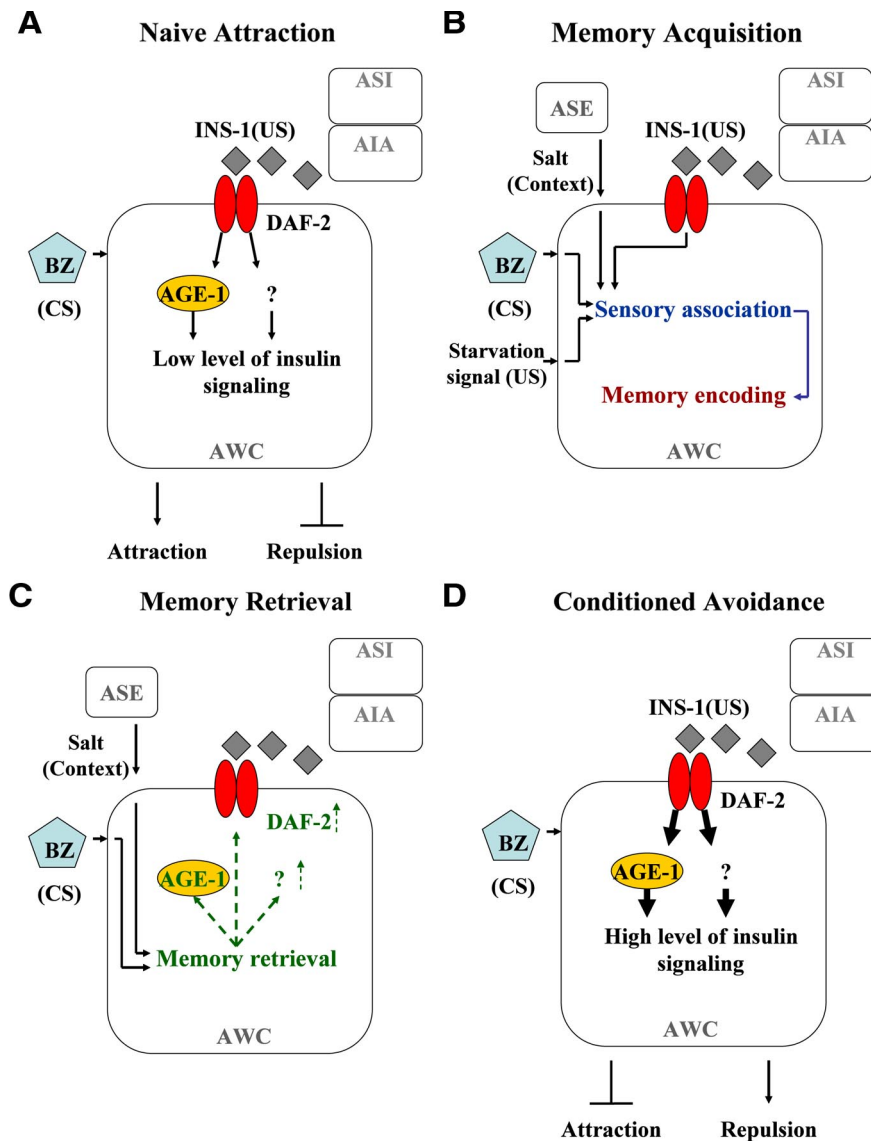 A
Naive Attraction
ASI
INS-1(US)
AIA
DAF-2
BZ
(CS)
AGE-1
?
Low level of insulin
signaling
AWC
Attraction
Repulsion
B
Memory Acquisition
ASI
ASE
INS-1(US)
AIA
Salt
(Context)
BZ
(CS)
Sensory association
Starvation
signal (US)
Memory encoding
AWC
C
Memory Retrieval
ASI
ASE
AIA
Salt
(Context)
DAF-2
BZ
(CS)
AGE-1
?
Memory retrieval
AWC
D
Conditioned Avoidance
ASI
INS-1(US)
AIA
DAF-2
BZ
(CS)
AGE-1
?
High level of insulin
signaling
AWC
Attraction
Repulsion